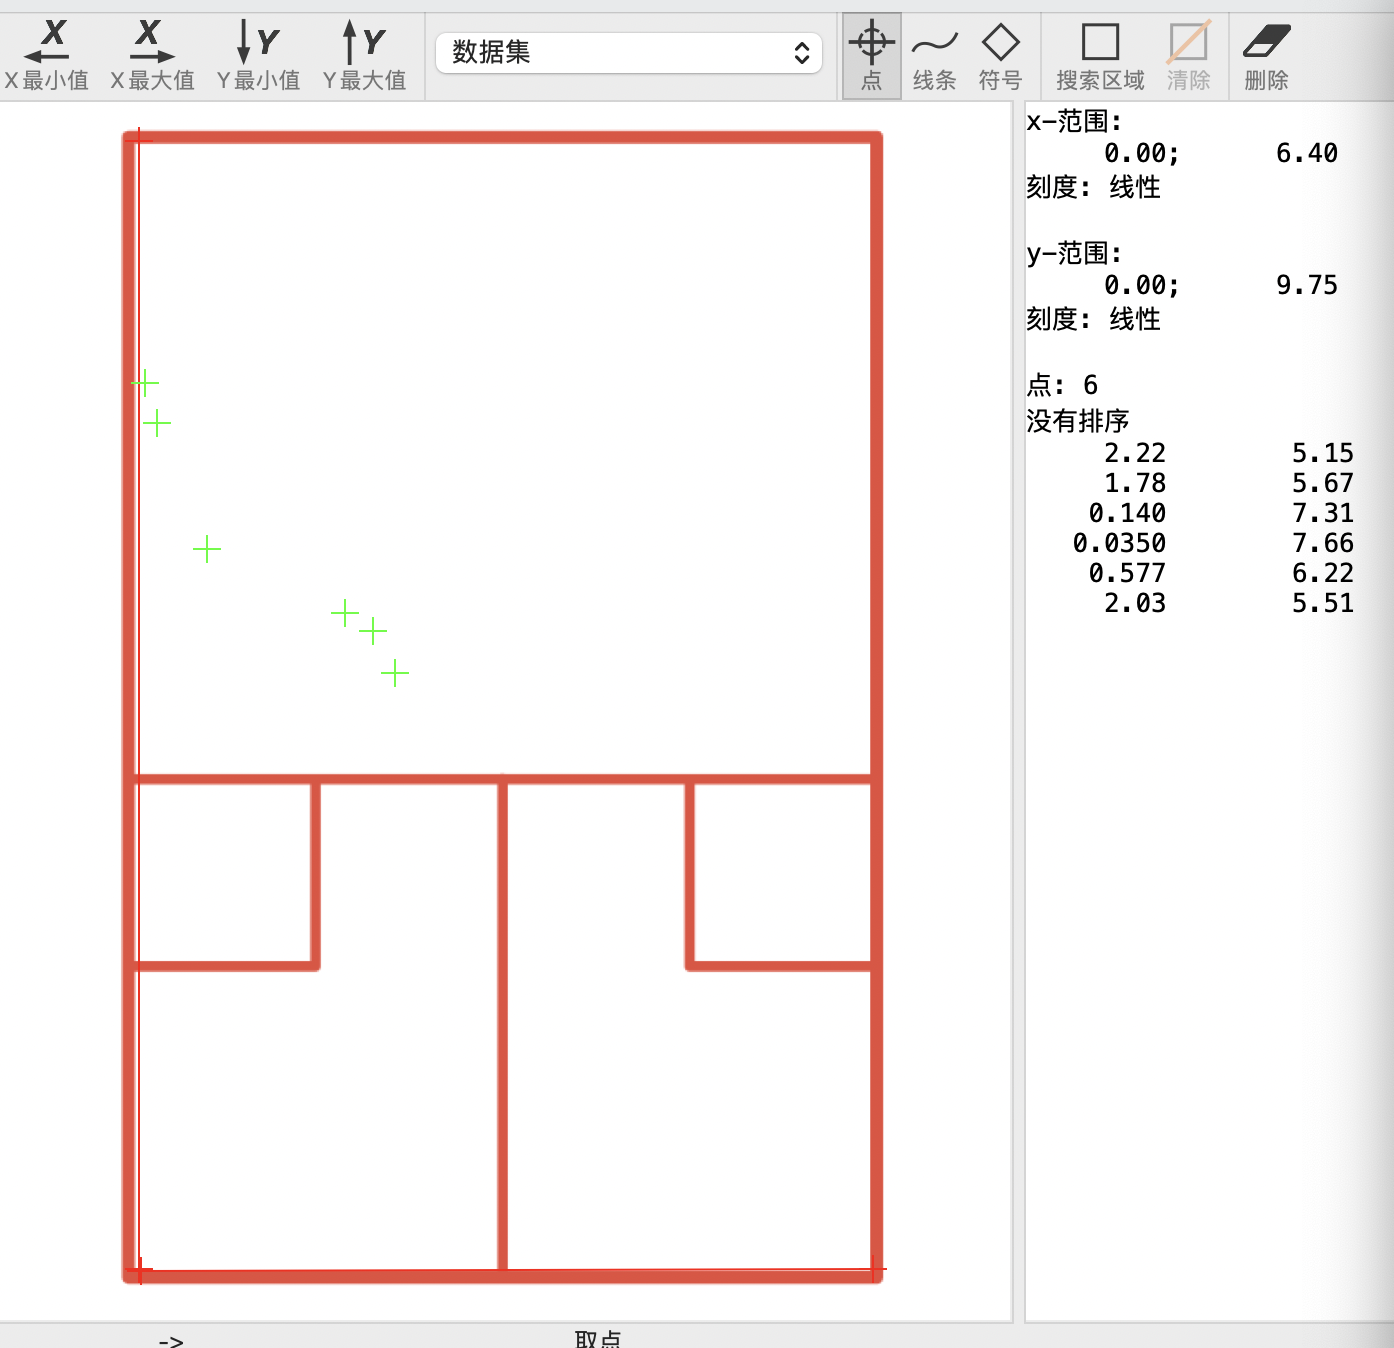 X X Y Y
X 最小值 X 最大值 Y 最小值 Y 最大值
数据集
点 线条 符号 搜索区域 清除 删除
x-范围:
0.00; 6.40
刻度: 线性
y-范围:
0.00; 9.75
刻度: 线性
点: 6
没有排序
2.22 5.15
1.78 5.67
0.140 7.31
0.0350 7.66
0.577 6.22
2.03 5.51
-> 取点